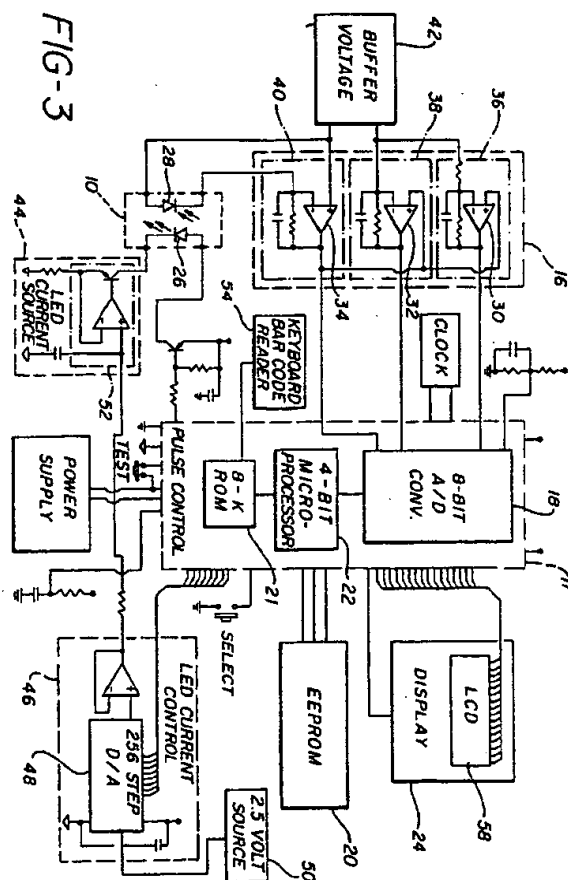 42
BUFFER
VOLTAGE
40
38
36
34
32
30
16
28
10
26
44
LED
CURRENT
SOURCE
52
54
KEYBOARD
BAR CODE
READER
CLOCK
8-BIT
A/D
CONV.
18
4-BIT
MICRO-
PROCESSOR
22
8-K
ROM
21
PULSE CONTROL
TEST
POWER
SUPPLY
SELECT
LCD
58
DISPLAY
24
EEPROM
20
LED CURRENT
CONTROL
46
256 STEP
D/A
48
2.5 VOLT
SOURCE
50
FIG-3